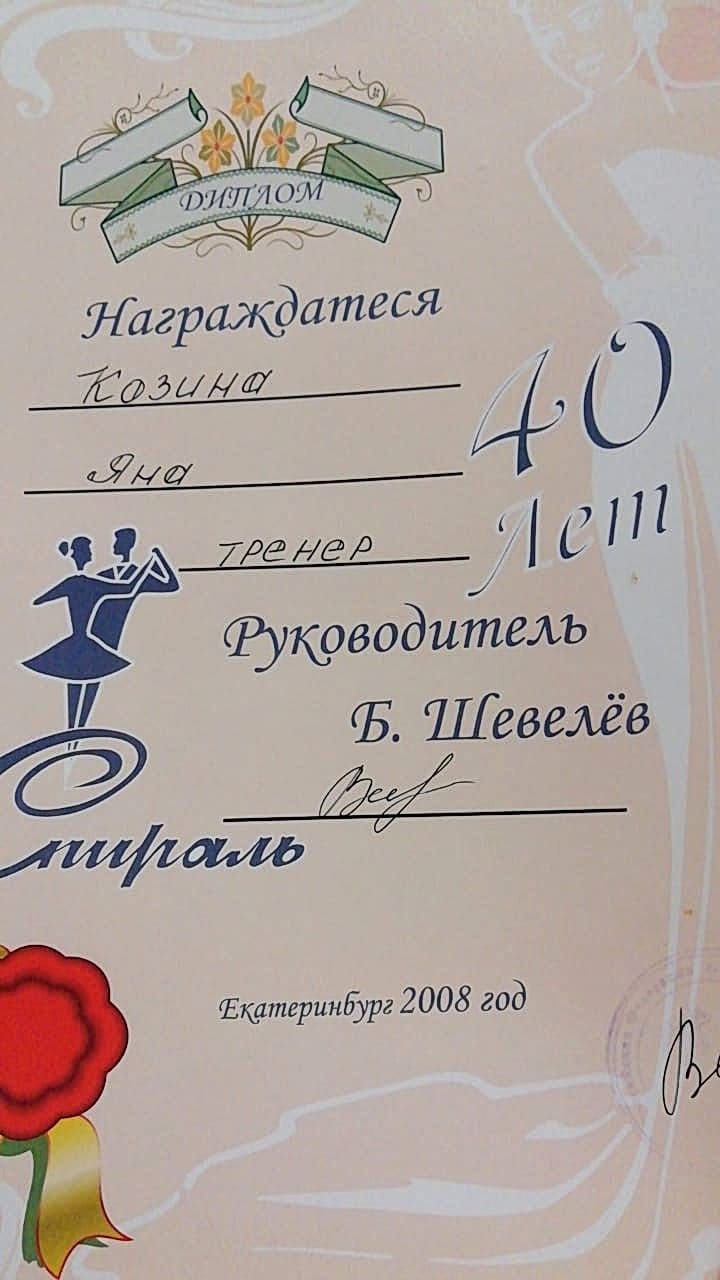 ДИПЛОМ
Награждатеся
Козина
Яна
тренер
40
Лет
Руководитель
Б. Шевелёв
Спираль
Екатеринбург 2008 год